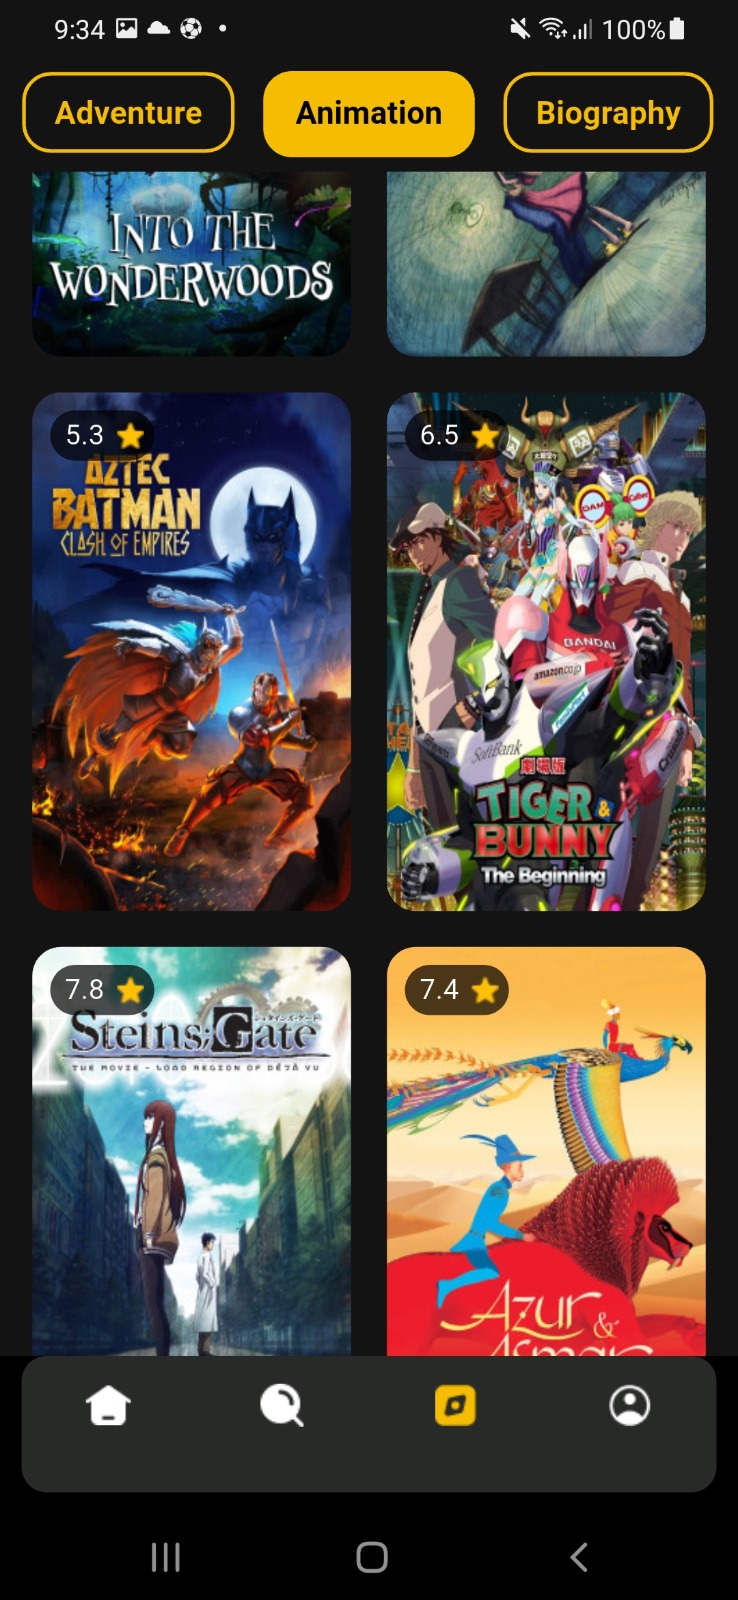 9:34
100%
Adventure
Animation
Biography
INTO THE
WONDERWOODS
5.3
AZTEC
BATMAN
CLASH OF EMPIRES
6.5
BANDAI
amazon.co.jp
SoftBank
劇場版
TIGER &
BUNNY
The Beginning
7.8
Steins;Gate
シュタインズ・ゲート
THE MOVIE - LOAD REGION OF DÉJÀ VU
7.4
Azur &
Asmar